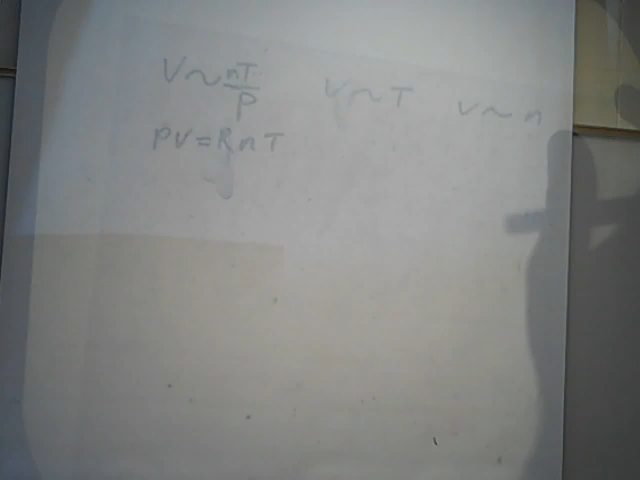 V ~ nT/P V ~ T V ~ n
PV = RnT